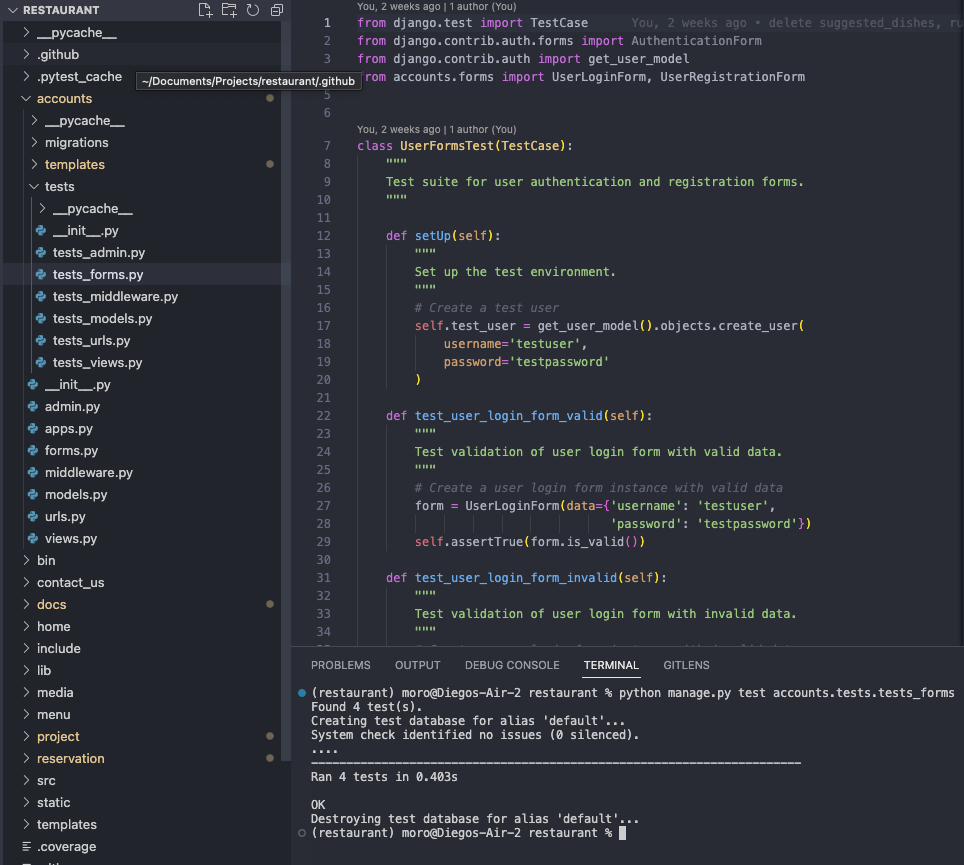 RESTAURANT
__pycache__
.github
.pytest_cache
~/Documents/Projects/restaurant/.github
accounts
__pycache__
migrations
templates
tests
__pycache__
__init__.py
tests_admin.py
tests_forms.py
tests_middleware.py
tests_models.py
tests_urls.py
tests_views.py
__init__.py
admin.py
apps.py
forms.py
middleware.py
models.py
urls.py
views.py
bin
contact_us
docs
home
include
lib
media
menu
project
reservation
src
static
templates
.coverage
You, 2 weeks ago | 1 author (You)
1 from django.test import TestCase You, 2 weeks ago • delete suggested_dishes, ru
2 from django.contrib.auth.forms import AuthenticationForm
3 from django.contrib.auth import get_user_model
from accounts.forms import UserLoginForm, UserRegistrationForm
5
6
You, 2 weeks ago | 1 author (You)
7 class UserFormsTest(TestCase):
8 """
9 Test suite for user authentication and registration forms.
10 """
11
12 def setUp(self):
13 """
14 Set up the test environment.
15 """
16 # Create a test user
17 self.test_user = get_user_model().objects.create_user(
18 username='testuser',
19 password='testpassword'
20 )
21
22 def test_user_login_form_valid(self):
23 """
24 Test validation of user login form with valid data.
25 """
26 # Create a user login form instance with valid data
27 form = UserLoginForm(data={'username': 'testuser',
28 'password': 'testpassword'})
29 self.assertTrue(form.is_valid())
30
31 def test_user_login_form_invalid(self):
32 """
33 Test validation of user login form with invalid data.
34 """
PROBLEMS OUTPUT DEBUG CONSOLE TERMINAL GITLENS
(restaurant) moro@Diegos-Air-2 restaurant % python manage.py test accounts.tests.tests_forms
Found 4 test(s).
Creating test database for alias 'default'...
System check identified no issues (0 silenced).
....
----------------------------------------------------------------------
Ran 4 tests in 0.403s
OK
Destroying test database for alias 'default'...
(restaurant) moro@Diegos-Air-2 restaurant %